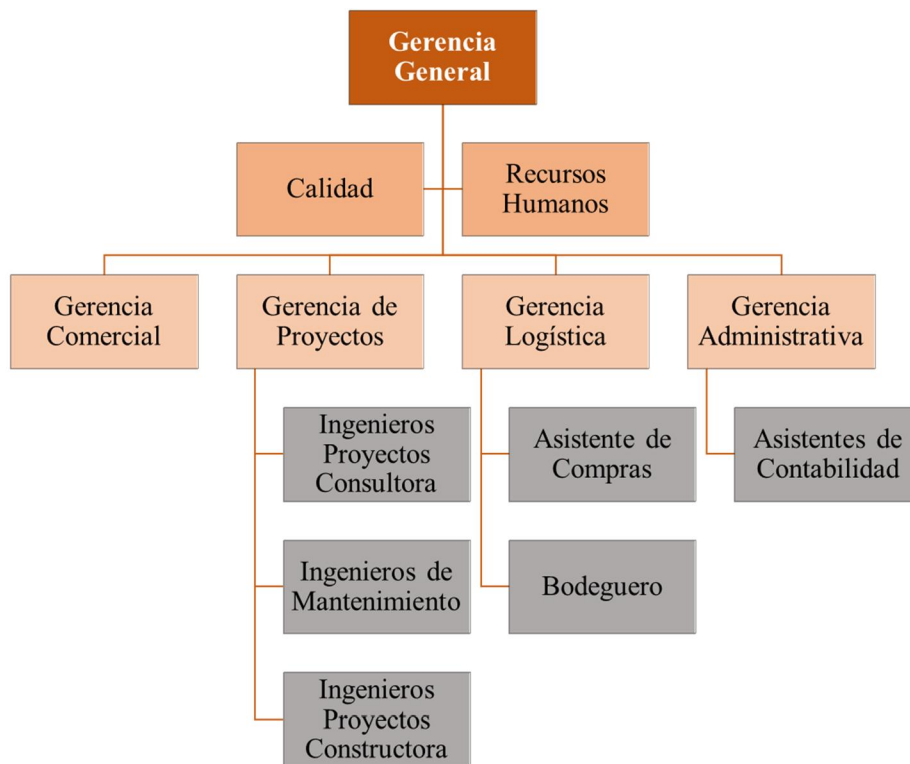 Gerencia
General
Calidad
Recursos
Humanos
Gerencia
Comercial
Gerencia de
Proyectos
Gerencia
Logística
Gerencia
Administrativa
Ingenieros
Proyectos
Consultora
Asistente de
Compras
Asistentes de
Contabilidad
Ingenieros de
Mantenimiento
Bodeguero
Ingenieros
Proyectos
Constructora